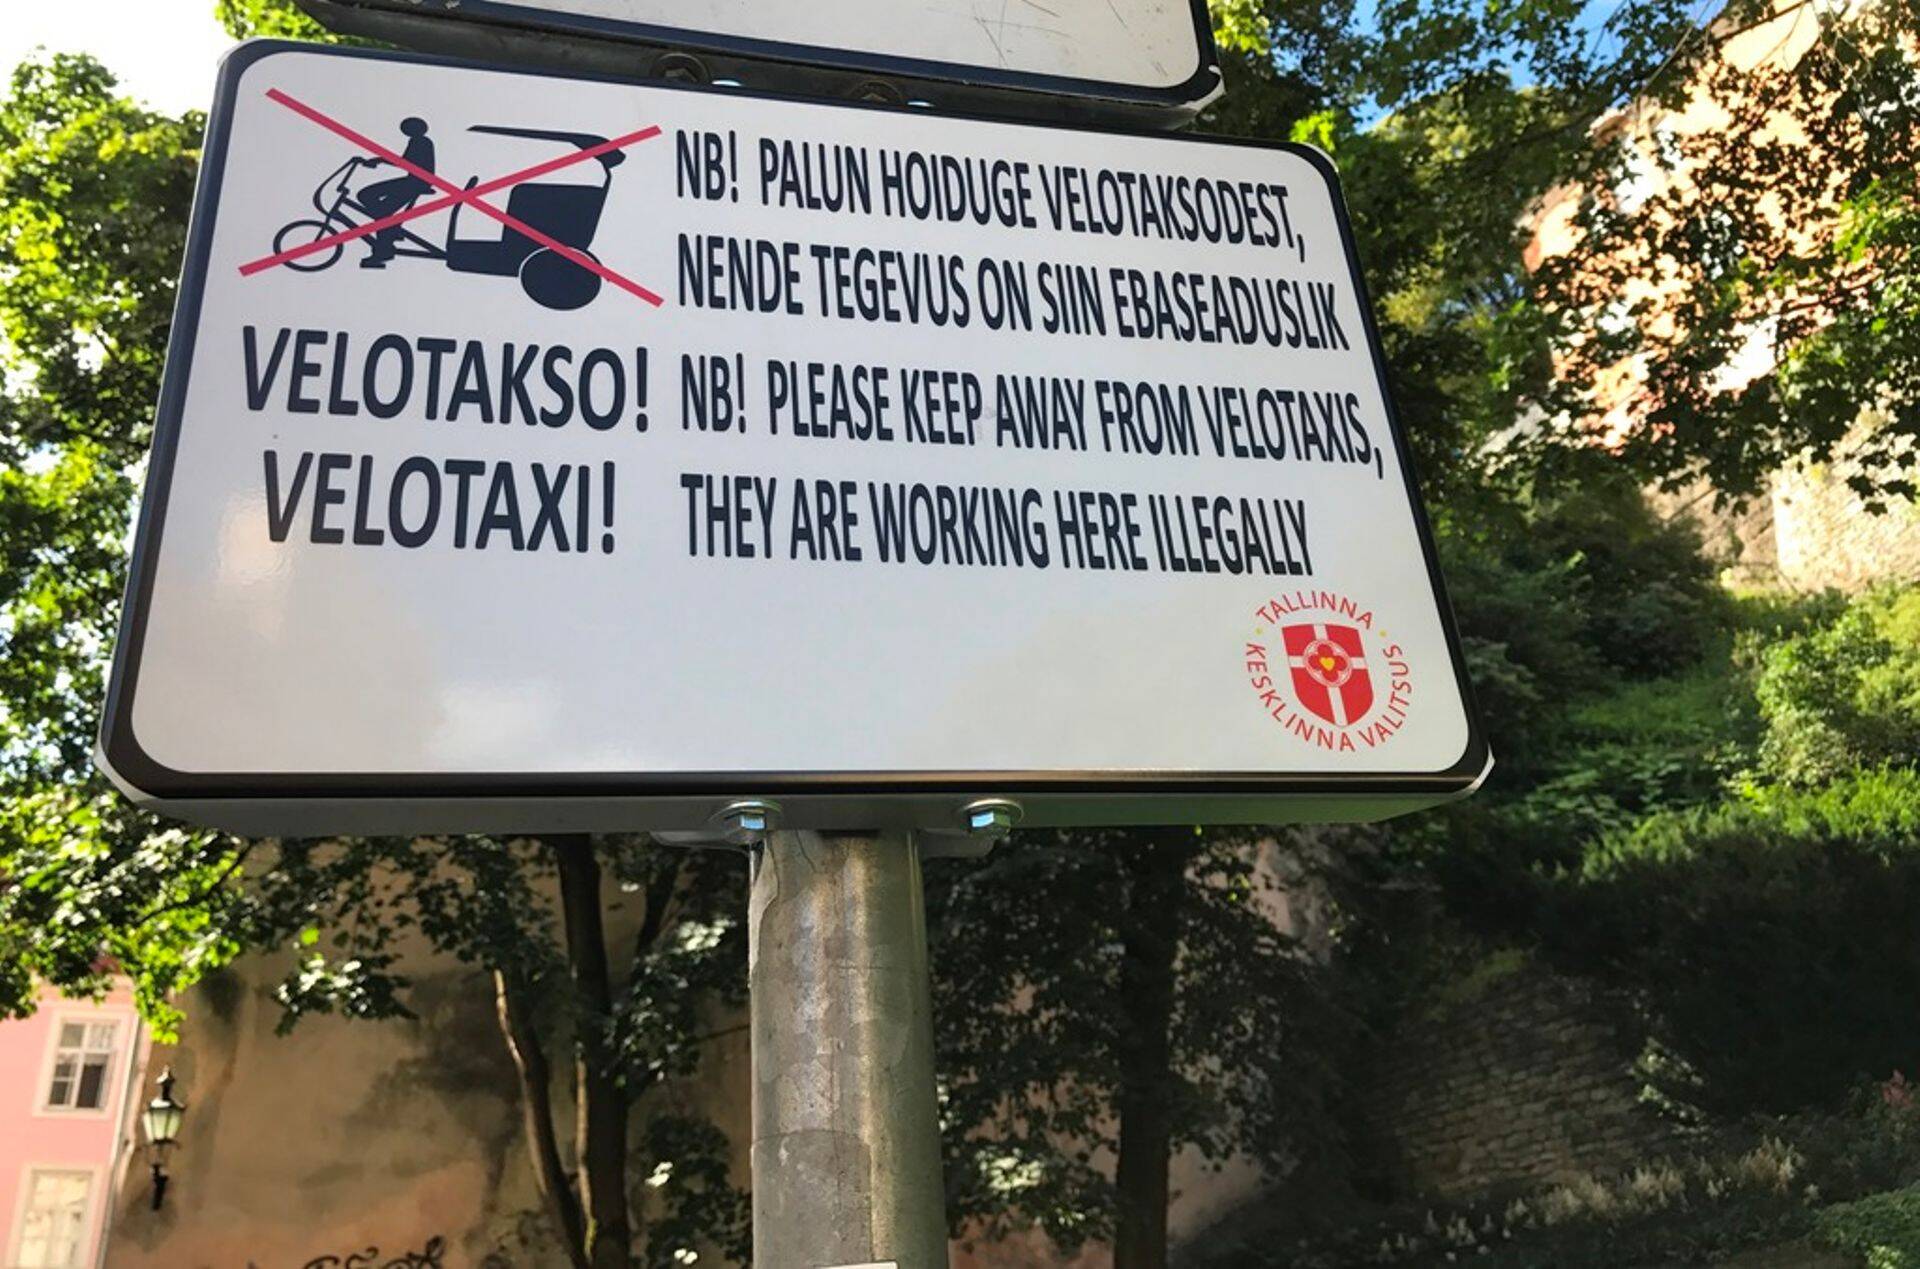 VELOTAKSO!
VELOTAXI!
NB! PALUN HOIDUGE VELOTAKSODEST,
NENDE TEGEVUS ON SIIN EBASEADUSLIK
NB! PLEASE KEEP AWAY FROM VELOTAXIS,
THEY ARE WORKING HERE ILLEGALLY
TALLINNA
KESKLINNA VALITSUS